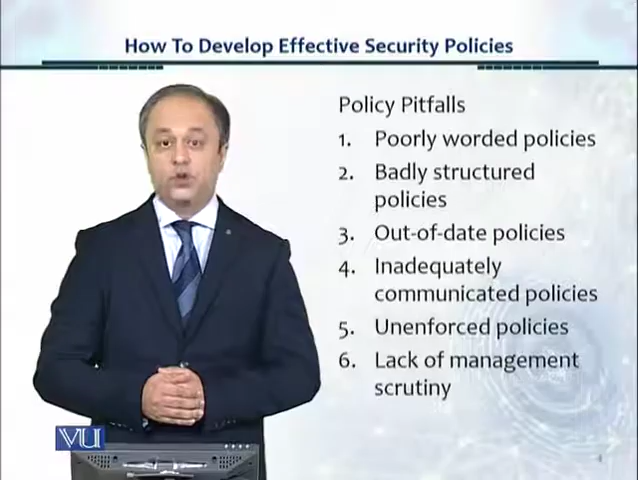 How To Develop Effective Security Policies
Policy Pitfalls
1. Poorly worded policies
2. Badly structured
policies
3. Out-of-date policies
4. Inadequately
communicated policies
5. Unenforced policies
6. Lack of management
scrutiny
VU